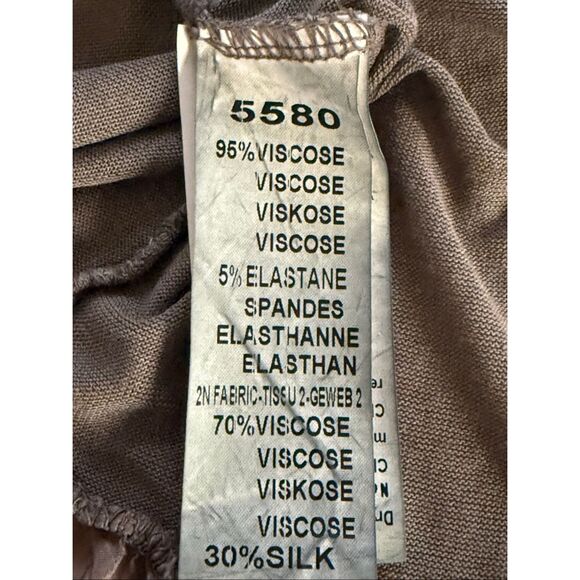 5580
95%VISCOSE
VISCOSE
VISKOSE
VISCOSE
5% ELASTANE
SPANDES
ELASTHANNE
ELASTHAN
2N FABRIC-TISSU 2-GEWEB 2
70%VISCOSE
VISCOSE
VISKOSE
VISCOSE
30%SILK